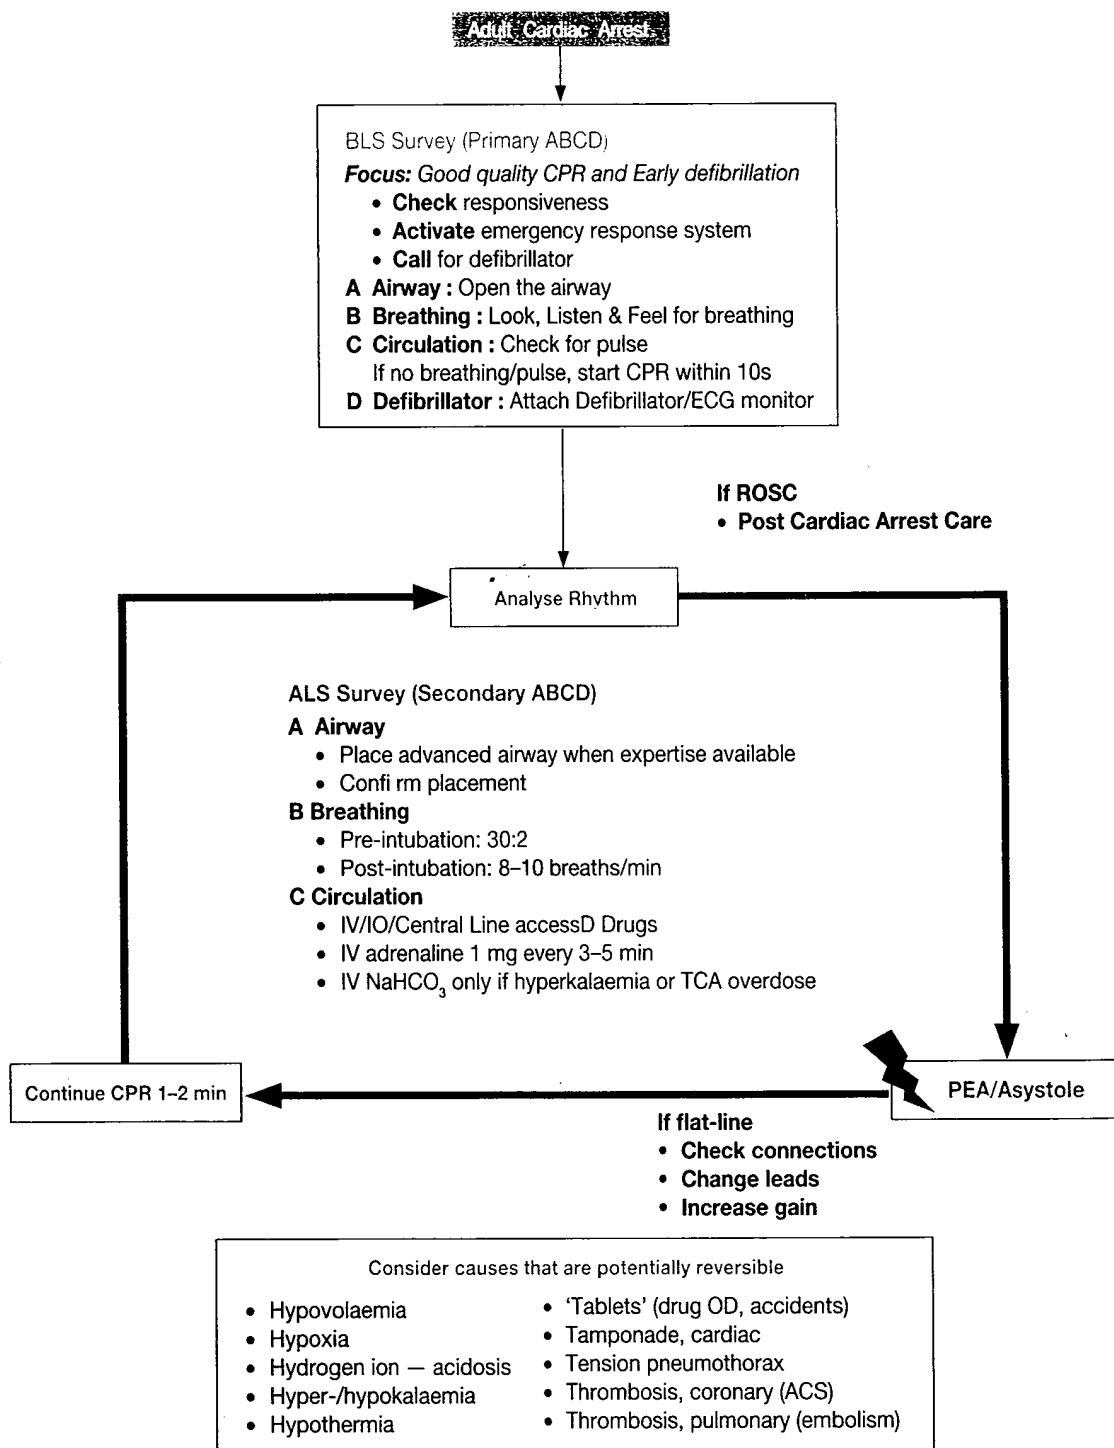 Adult Cardiac Arrest
BLS Survey (Primary ABCD)
Focus: Good quality CPR and Early defibrillation
• Check responsiveness
• Activate emergency response system
• Call for defibrillator
A Airway : Open the airway
B Breathing : Look, Listen & Feel for breathing
C Circulation : Check for pulse
If no breathing/pulse, start CPR within 10s
D Defibrillator : Attach Defibrillator/ECG monitor
If ROSC
• Post Cardiac Arrest Care
Analyse Rhythm
ALS Survey (Secondary ABCD)
A Airway
• Place advanced airway when expertise available
• Confi rm placement
B Breathing
• Pre-intubation: 30:2
• Post-intubation: 8–10 breaths/min
C Circulation
• IV/IO/Central Line accessD Drugs
• IV adrenaline 1 mg every 3–5 min
• IV NaHCO₃ only if hyperkalaemia or TCA overdose
Continue CPR 1–2 min
PEA/Asystole
If flat-line
• Check connections
• Change leads
• Increase gain
Consider causes that are potentially reversible
• Hypovolaemia
• Hypoxia
• Hydrogen ion — acidosis
• Hyper-/hypokalaemia
• Hypothermia
• 'Tablets' (drug OD, accidents)
• Tamponade, cardiac
• Tension pneumothorax
• Thrombosis, coronary (ACS)
• Thrombosis, pulmonary (embolism)